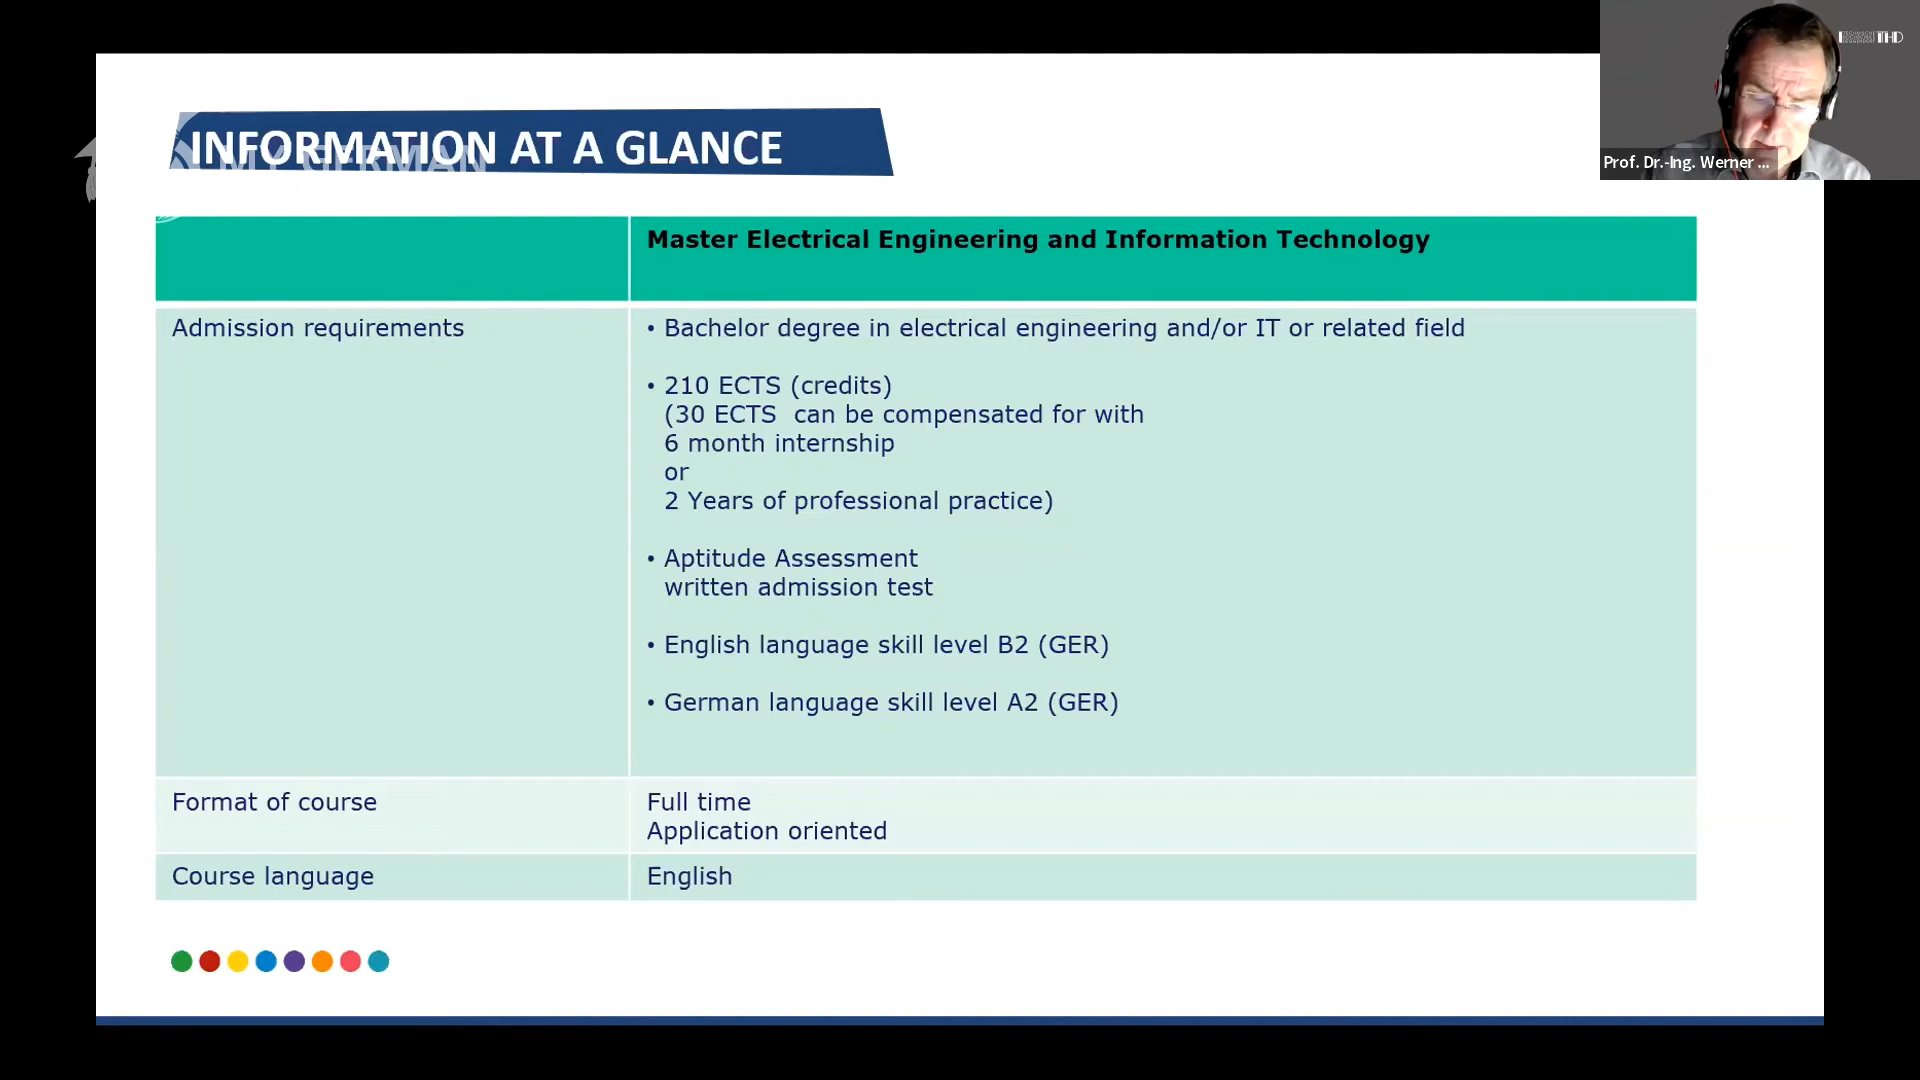 INFORMATION AT A GLANCE
MY GERMAN
THD
Prof. Dr.-Ing. Werner ...
Master Electrical Engineering and Information Technology
Admission requirements
• Bachelor degree in electrical engineering and/or IT or related field
• 210 ECTS (credits)
(30 ECTS can be compensated for with
6 month internship
or
2 Years of professional practice)
• Aptitude Assessment
written admission test
• English language skill level B2 (GER)
• German language skill level A2 (GER)
Format of course
Full time
Application oriented
Course language
English